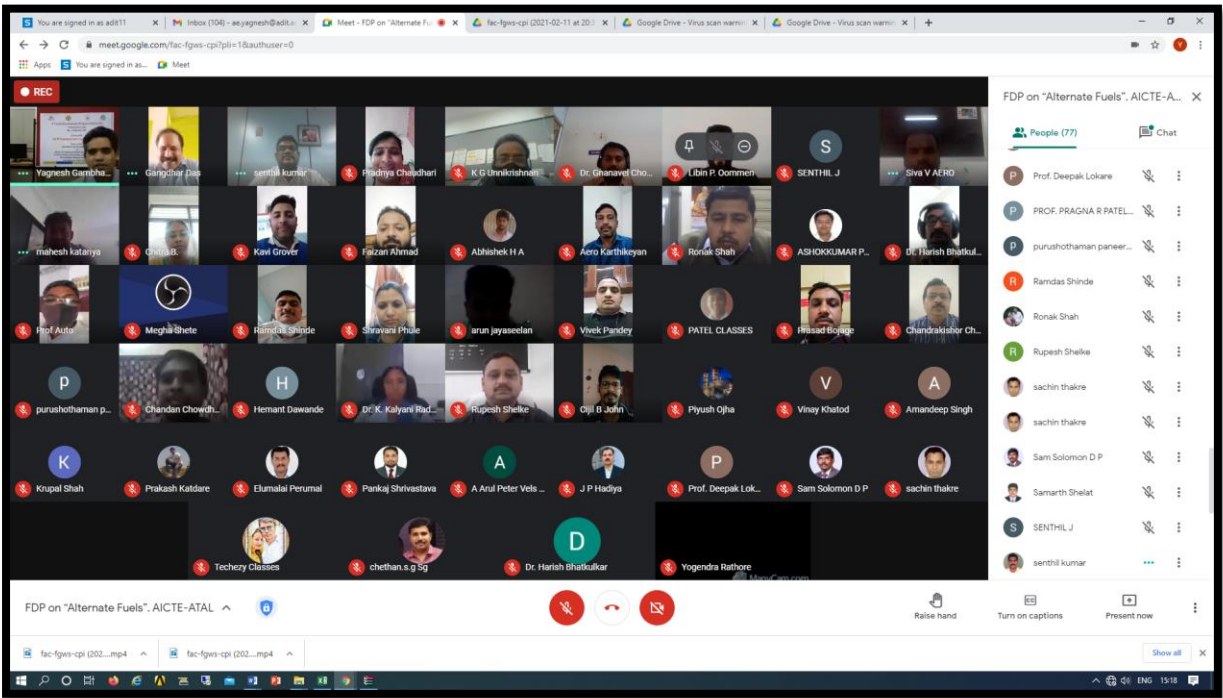 You are signed in as adit11
Inbox (104) - ae.yagnesh@adit.ac
Meet - FDP on "Alternate Fue
fac-fgws-cpi (2021-02-11 at 20:3
Google Drive - Virus scan warnin
Google Drive - Virus scan warnin
meet.google.com/fac-fgws-cpi?pli=1&authuser=0
Y
Apps
You are signed in as...
Meet
REC
FDP on "Alternate Fuels". AICTE-A...
People (77)
Chat
Yagnesh Gambha...
Gangdhar Das
senthil kumar
Pradnya Chaudhari
K G Unnikrishnan
Dr. Gnanavel Cho...
Libin P. Oommen
S
SENTHIL J
Siva V AERO
mahesh katariya
Chitra B.
Kavi Grover
Faizan Ahmad
Abhishek H A
Aero Karthikeyan
Ronak Shah
ASHOKKUMAR P...
Dr. Harish Bhatkul...
Prof Auto
Megha Shete
Ramdas Shinde
Shravani Phule
arun jayaseelan
Vivek Pandey
PATEL CLASSES
Prasad Bojage
Chandrakishor Ch...
p
purushothaman p...
Chandan Chowdh...
H
Hemant Dawande
Dr. K. Kalyani Rad...
Rupesh Shelke
Cijil B John
Piyush Ojha
V
Vinay Khatod
A
Amandeep Singh
K
Krupal Shah
Prakash Katdare
Elumalai Perumal
Pankaj Shrivastava
A
A Arul Peter Vels ...
J P Hadiya
P
Prof. Deepak Lok...
Sam Solomon D P
sachin thakre
Techezy Classes
chethan.s.g Sg
D
Dr. Harish Bhatkulkar
Yogendra Rathore
ManyCam.com
P
Prof. Deepak Lokare
P
PROF. PRAGNA R PATEL...
p
purushothaman paneer...
R
Ramdas Shinde
Ronak Shah
R
Rupesh Shelke
sachin thakre
sachin thakre
Sam Solomon D P
Samarth Shelat
S
SENTHIL J
senthil kumar
FDP on "Alternate Fuels". AICTE-ATAL
Raise hand
CC
Turn on captions
Present now
fac-fgws-cpi (202....mp4
fac-fgws-cpi (202....mp4
Show all
ENG
15:18